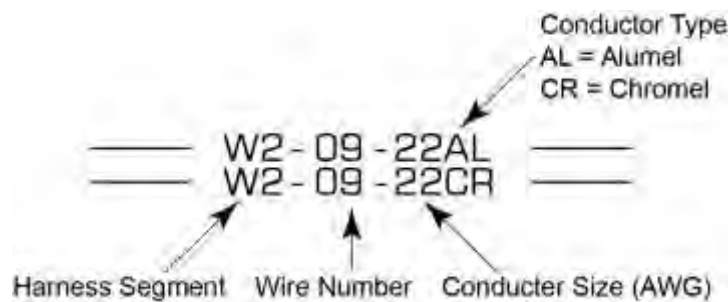 Conductor Type
AL = Alumel
CR = Chromel
W2 - 09 - 22AL
W2 - 09 - 22CR
Harness Segment Wire Number Conducter Size (AWG)